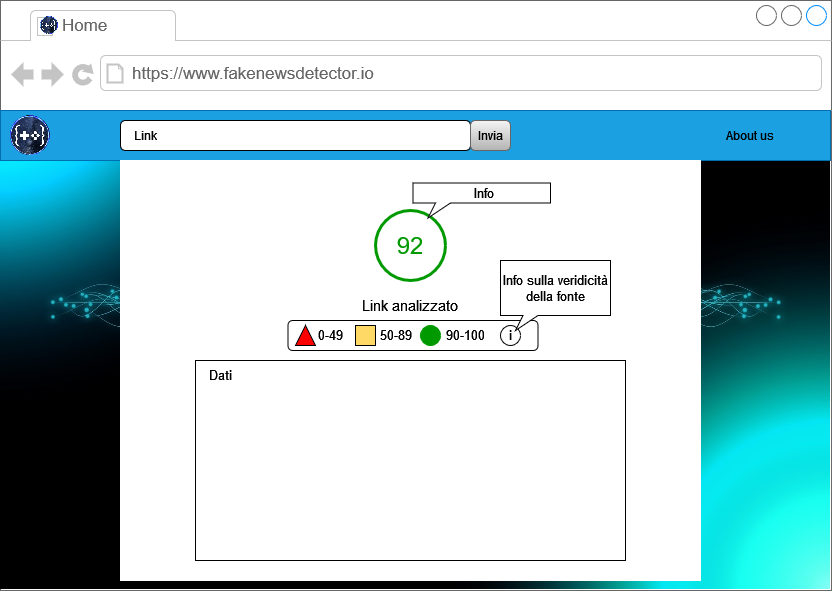 Home
https://www.fakenewsdetector.io
Link
Invia
About us
Info
92
Info sulla veridicità
della fonte
Link analizzato
0-49 50-89 90-100 i
Dati